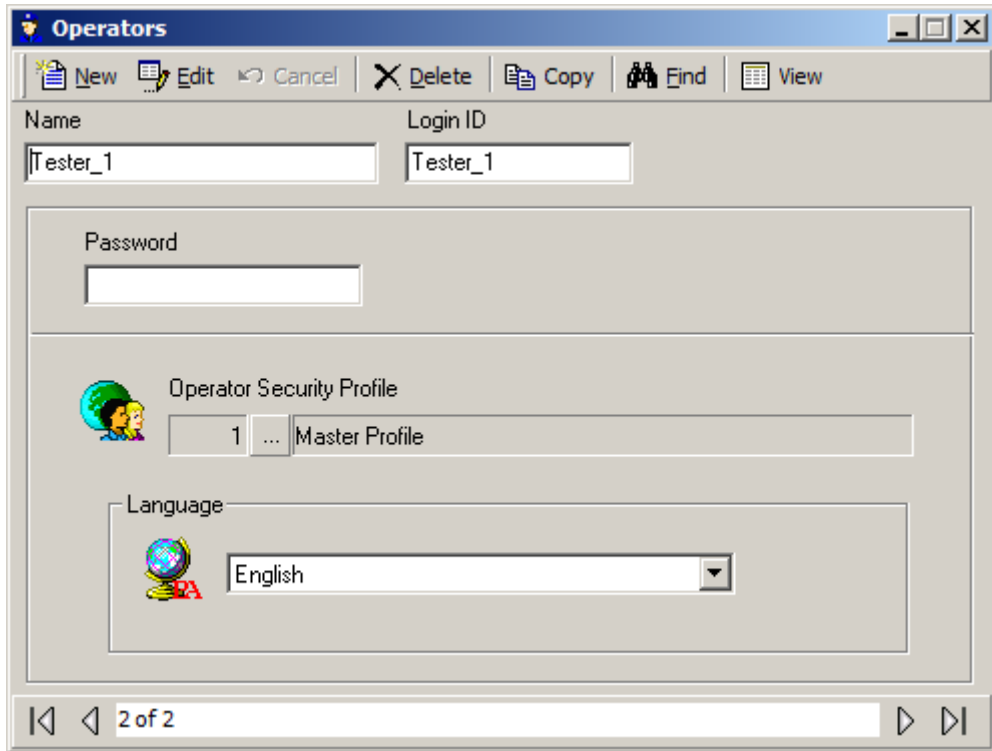 Operators
New Edit Cancel Delete Copy Find View
Name Login ID
Tester_1 Tester_1
Password
Operator Security Profile
1 ... Master Profile
Language
English
2 of 2